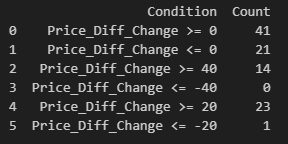 Condition Count
0 Price_Diff_Change >= 0 41
1 Price_Diff_Change <= 0 21
2 Price_Diff_Change >= 40 14
3 Price_Diff_Change <= -40 0
4 Price_Diff_Change >= 20 23
5 Price_Diff_Change <= -20 1